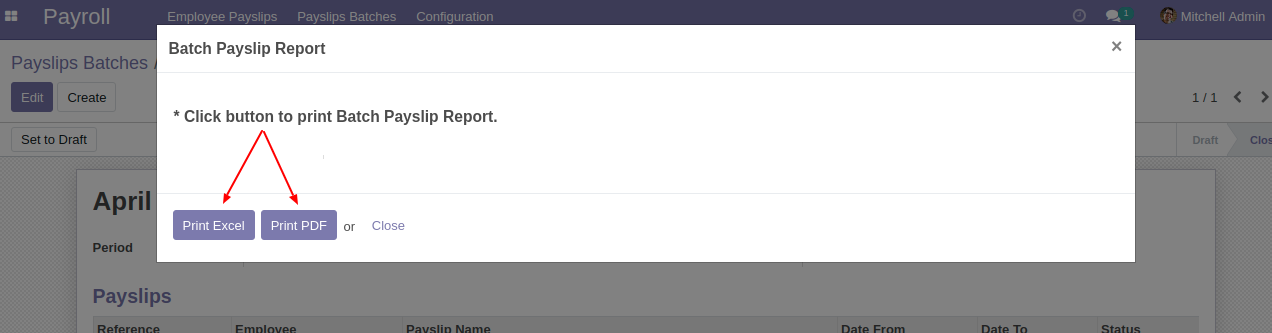 Payroll Employee Payslips Payslips Batches Configuration 1 Mitchell Admin
Batch Payslip Report ×
Payslips Batches
Edit Create 1 / 1
* Click button to print Batch Payslip Report.
Set to Draft Draft Clos
April
Print Excel Print PDF or Close
Period
Payslips
Reference Employee Payslip Name Date From Date To Status